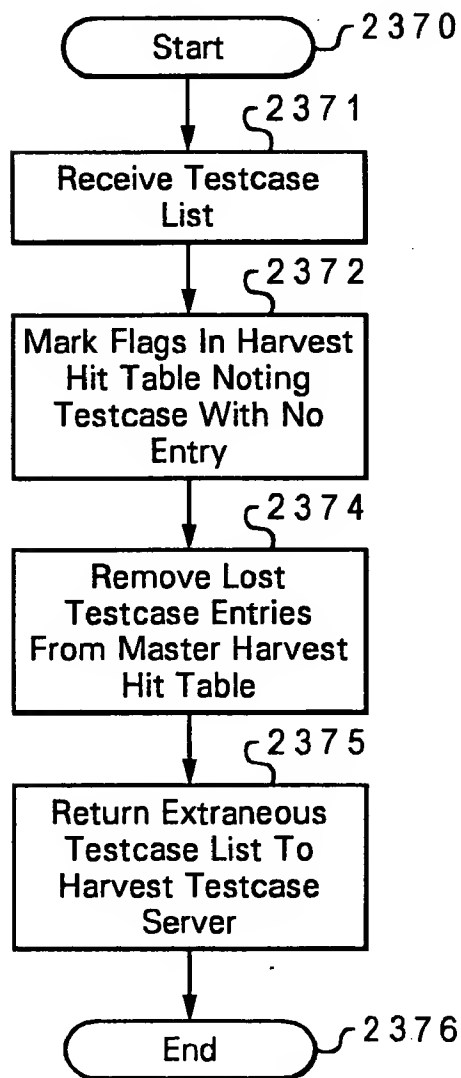 Start
2370
2371
Receive Testcase
List
2372
Mark Flags In Harvest
Hit Table Noting
Testcase With No
Entry
2374
Remove Lost
Testcase Entries
From Master Harvest
Hit Table
2375
Return Extraneous
Testcase List To
Harvest Testcase
Server
End
2376